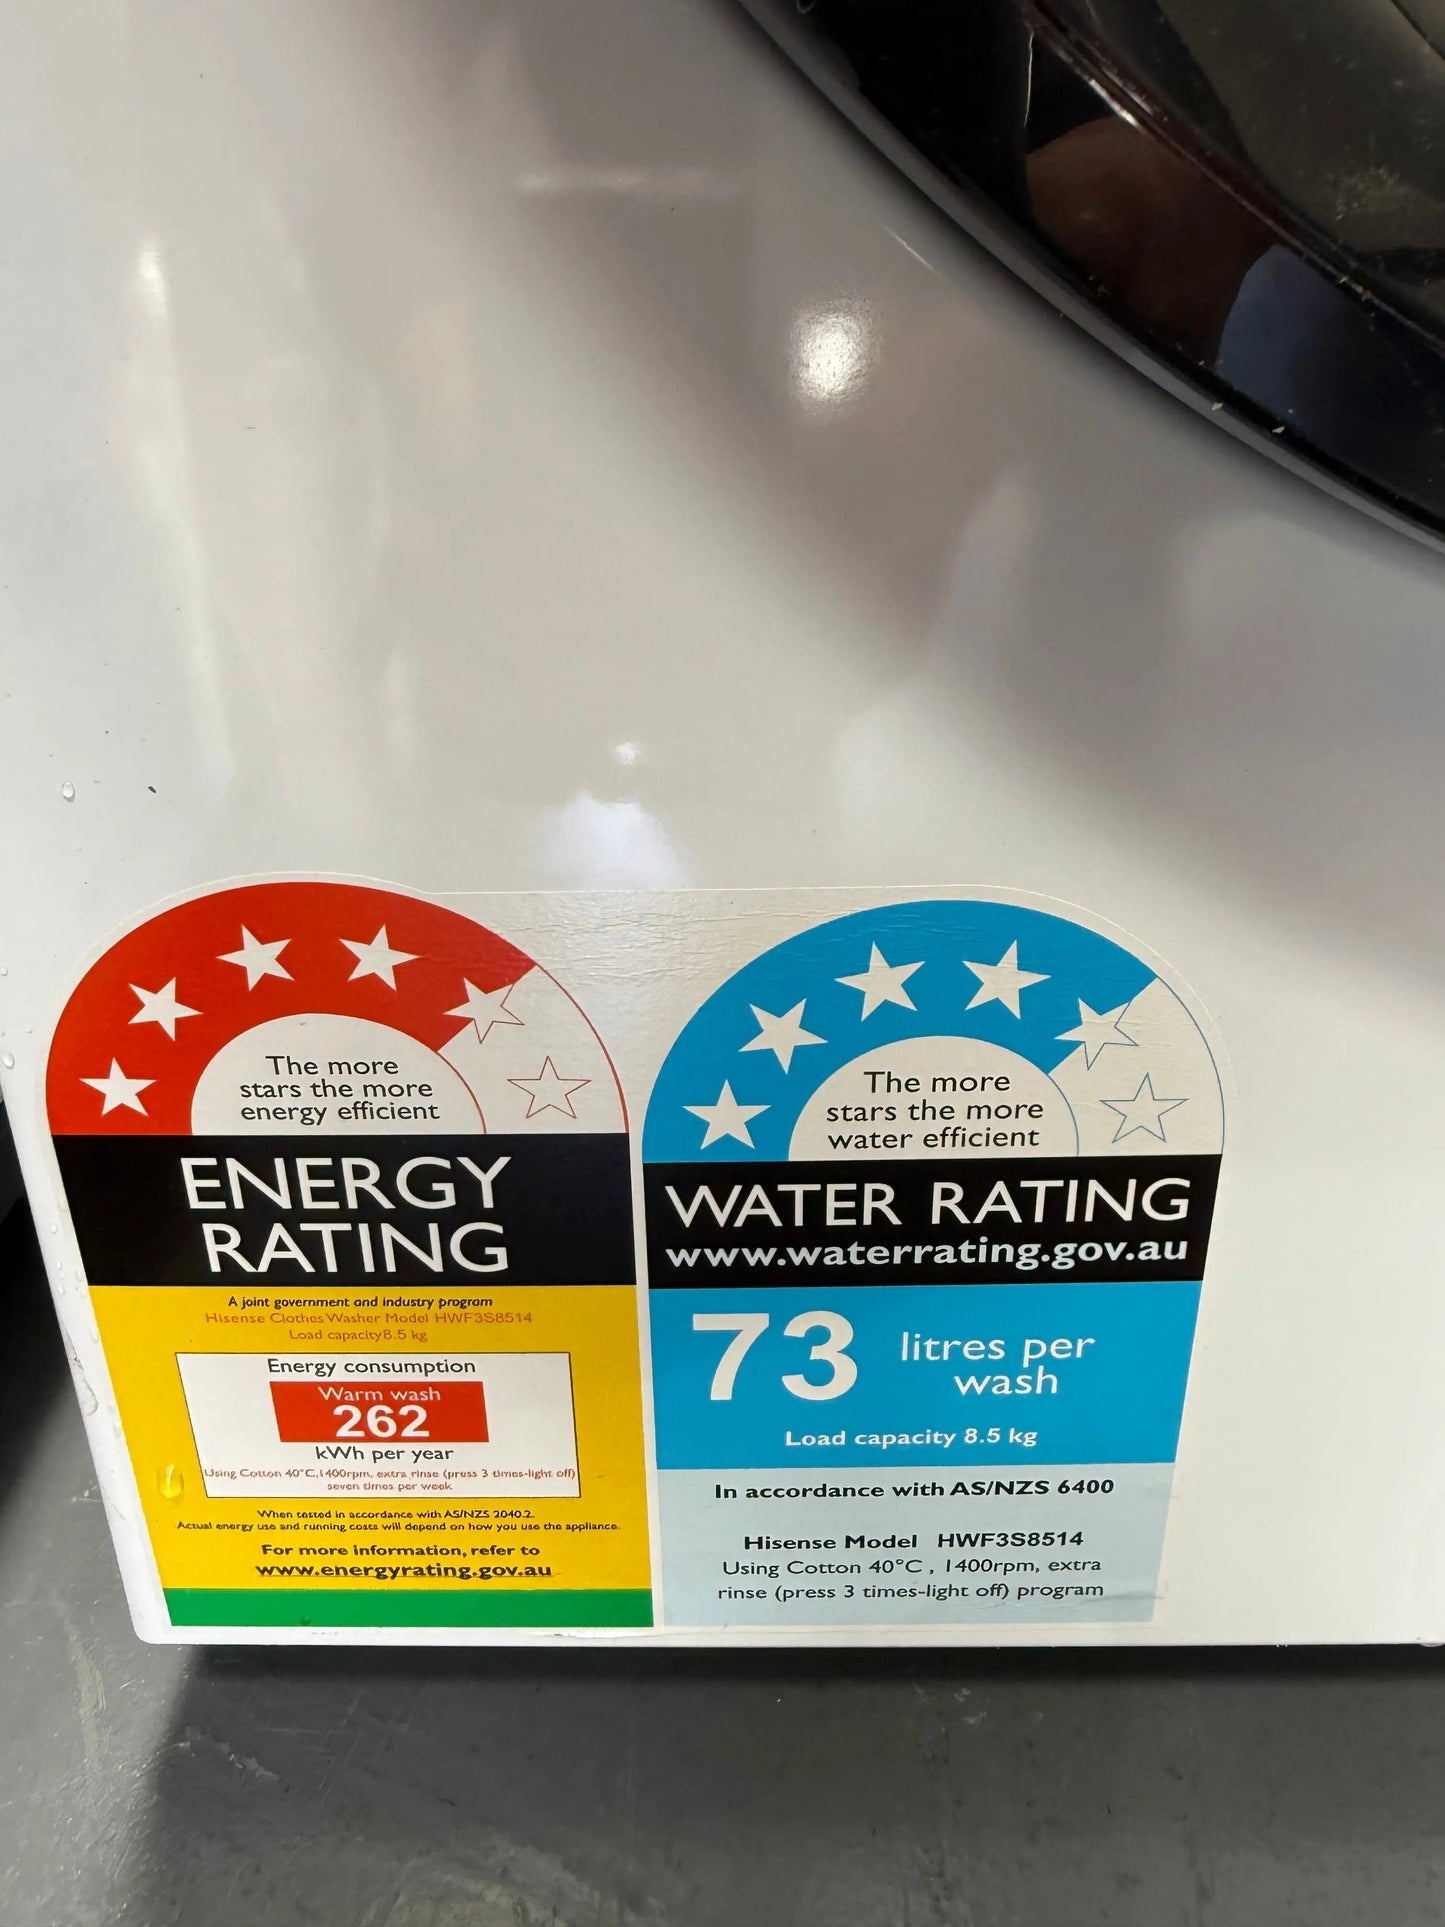 The more
stars the more
energy efficient
ENERGY
RATING
A joint government and industry program
Hisense Clothes Washer Model HWF3S8514
Load capacity8.5 kg
Energy consumption
Warm wash
262
kWh per year
Using Cotton 40°C,1400rpm, extra rinse (press 3 times-light off)
seven times per week
When tested in accordance with AS/NZS 2040.2.
Actual energy use and running costs will depend on how you use the appliance.
For more information, refer to
www.energyrating.gov.au
The more
stars the more
water efficient
WATER RATING
www.waterrating.gov.au
73 litres per
wash
Load capacity 8.5 kg
In accordance with AS/NZS 6400
Hisense Model HWF3S8514
Using Cotton 40°C , 1400rpm, extra
rinse (press 3 times-light off) program